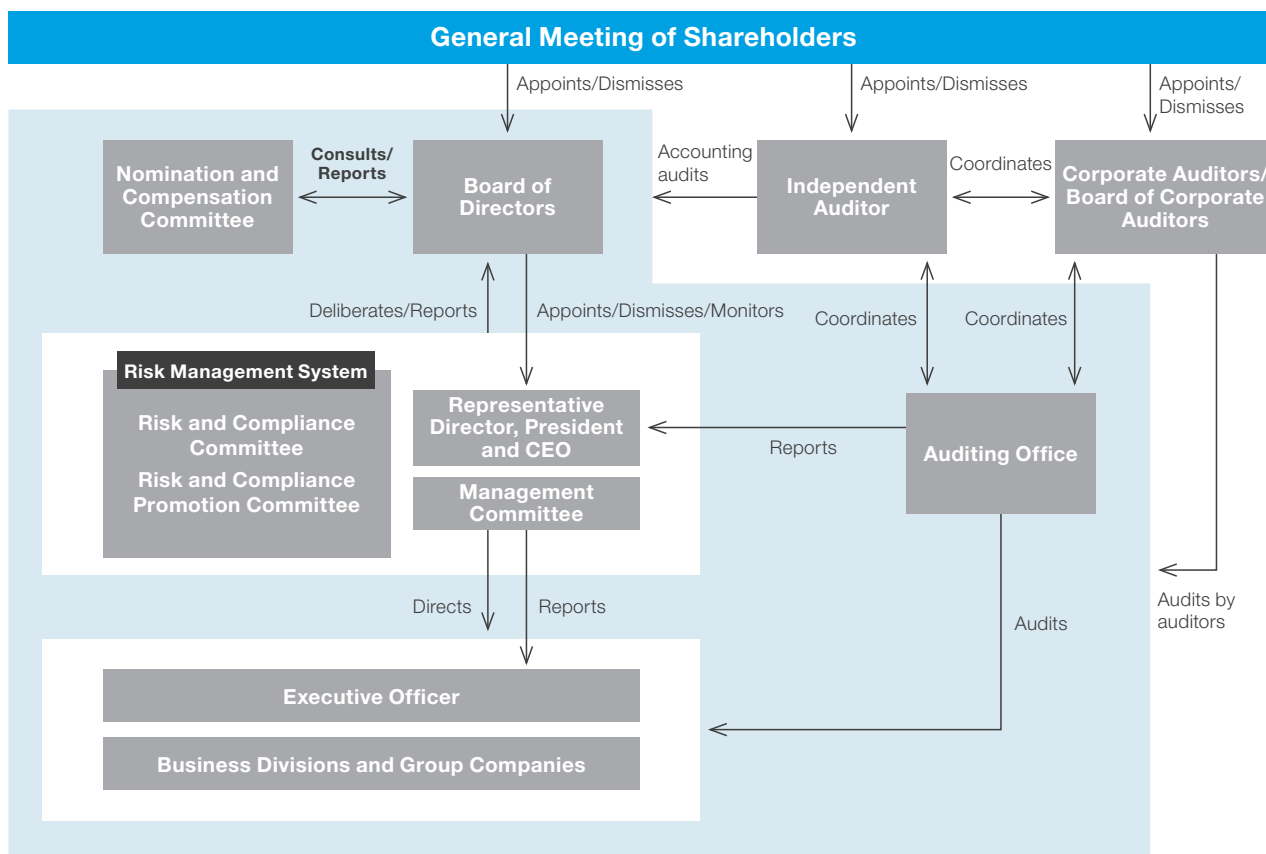 General Meeting of Shareholders
Appoints/Dismisses
Appoints/Dismisses
Appoints/
Dismisses
Nomination and
Compensation
Committee
Consults/
Reports
Board of
Directors
Accounting
audits
Independent
Auditor
Coordinates
Corporate Auditors/
Board of Corporate
Auditors
Deliberates/Reports
Appoints/Dismisses/Monitors
Coordinates
Coordinates
Risk Management System
Risk and Compliance
Committee
Risk and Compliance
Promotion Committee
Representative
Director, President
and CEO
Management
Committee
Reports
Auditing Office
Directs
Reports
Audits
Audits by
auditors
Executive Officer
Business Divisions and Group Companies